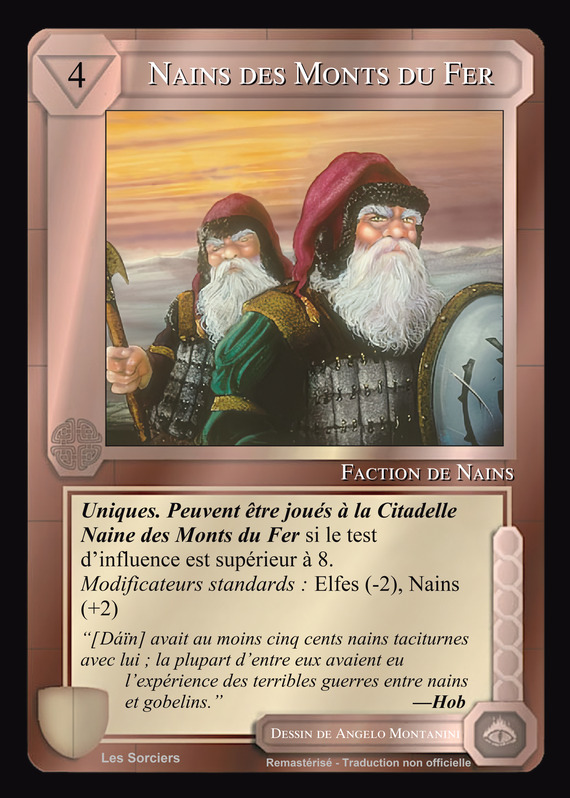 4
Nains des Monts du Fer
Faction de Nains
Uniques. Peuvent être joués à la Citadelle
Naine des Monts du Fer si le test
d’influence est supérieur à 8.
Modificateurs standards : Elfes (-2), Nains
(+2)
“[Dáïn] avait au moins cinq cents nains taciturnes
avec lui ; la plupart d’entre eux avaient eu
l’expérience des terribles guerres entre nains
et gobelins.” —Hob
Dessin de Angelo Montanini
Les Sorciers
Remastérisé - Traduction non officielle